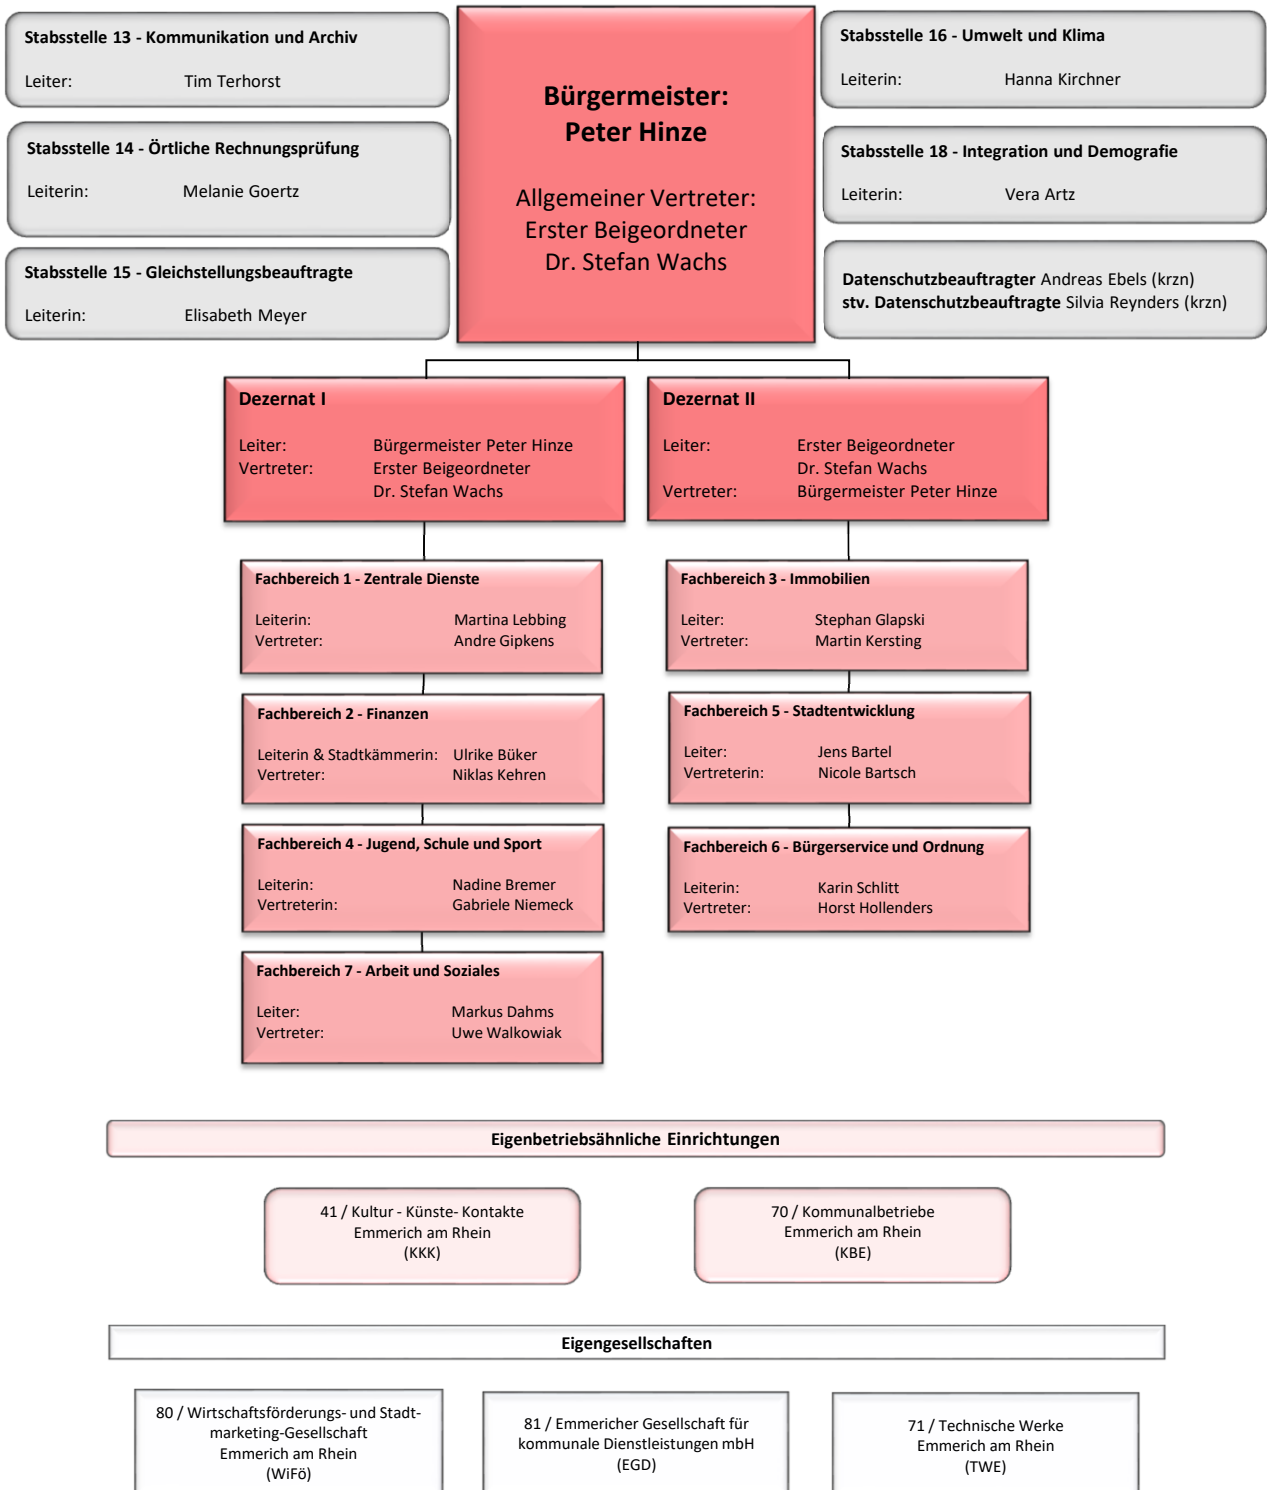 Stabsstelle 13 - Kommunikation und Archiv
Leiter: Tim Terhorst
Stabsstelle 14 - Örtliche Rechnungsprüfung
Leiterin: Melanie Goertz
Stabsstelle 15 - Gleichstellungsbeauftragte
Leiterin: Elisabeth Meyer
Bürgermeister:
Peter Hinze
Allgemeiner Vertreter:
Erster Beigeordneter
Dr. Stefan Wachs
Stabsstelle 16 - Umwelt und Klima
Leiterin: Hanna Kirchner
Stabsstelle 18 - Integration und Demografie
Leiterin: Vera Artz
Datenschutzbeauftragter Andreas Ebels (krzn)
stv. Datenschutzbeauftragte Silvia Reynders (krzn)
Dezernat I
Leiter: Bürgermeister Peter Hinze
Vertreter: Erster Beigeordneter
Dr. Stefan Wachs
Dezernat II
Leiter: Erster Beigeordneter
Dr. Stefan Wachs
Vertreter: Bürgermeister Peter Hinze
Fachbereich 1 - Zentrale Dienste
Leiterin: Martina Lebbing
Vertreter: Andre Gipkens
Fachbereich 2 - Finanzen
Leiterin & Stadtkämmerin: Ulrike Büker
Vertreter: Niklas Kehren
Fachbereich 4 - Jugend, Schule und Sport
Leiterin: Nadine Bremer
Vertreterin: Gabriele Niemeck
Fachbereich 7 - Arbeit und Soziales
Leiter: Markus Dahms
Vertreter: Uwe Walkowiak
Fachbereich 3 - Immobilien
Leiter: Stephan Glapski
Vertreter: Martin Kersting
Fachbereich 5 - Stadtentwicklung
Leiter: Jens Bartel
Vertreterin: Nicole Bartsch
Fachbereich 6 - Bürgerservice und Ordnung
Leiterin: Karin Schlitt
Vertreter: Horst Hollenders
Eigenbetriebsähnliche Einrichtungen
41 / Kultur - Künste- Kontakte
Emmerich am Rhein
(KKK)
70 / Kommunalbetriebe
Emmerich am Rhein
(KBE)
Eigengesellschaften
80 / Wirtschaftsförderungs- und Stadt-
marketing-Gesellschaft
Emmerich am Rhein
(WiFö)
81 / Emmericher Gesellschaft für
kommunale Dienstleistungen mbH
(EGD)
71 / Technische Werke
Emmerich am Rhein
(TWE)